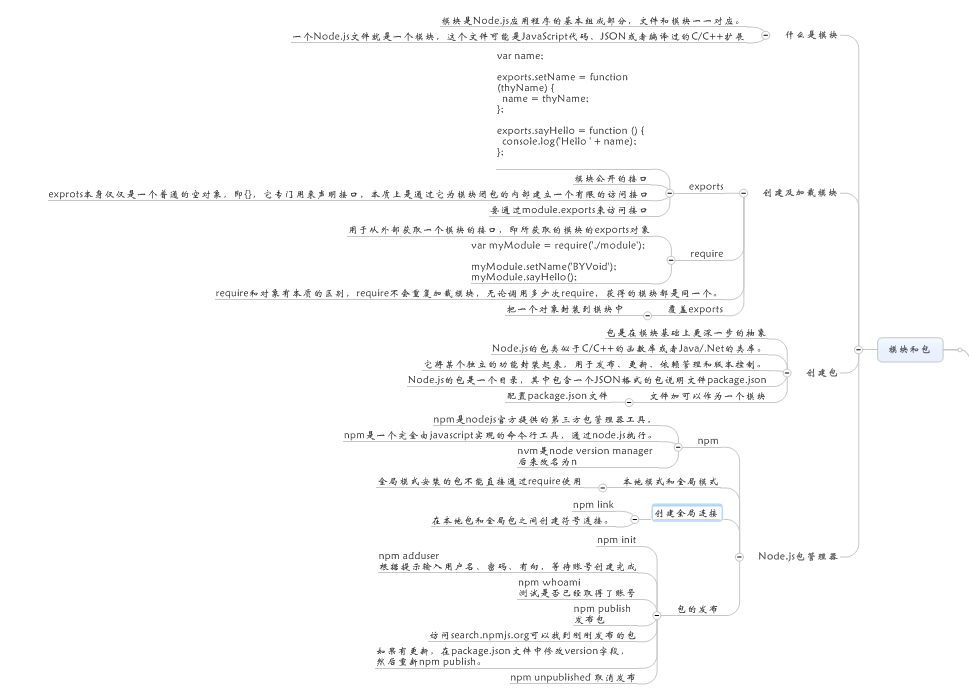 模块是Node.js应用程序的基本组成部分，文件和模块一一对应。
一个Node.js文件就是一个模块，这个文件可能是JavaScript代码、JSON或者编译过的C/C++扩展
什么是模块
var name;
exports.setName = function
(thyName) {
name = thyName;
};
exports.sayHello = function () {
console.log('Hello ' + name);
};
模块公开的接口
exprots本身仅仅是一个普通的空对象，即{}，它专门用来声明接口，本质上是通过它为模块闭包的内部建立一个有限的访问接口
要通过module.exports来访问接口
exports
创建及加载模块
用于从外部获取一个模块的接口，即所获取的模块的exports对象
var myModule = require('./module');
myModule.setName('BYVoid');
myModule.sayHello();
require
require和对象有本质的区别，require不会重复加载模块，无论调用多少次require，获得的模块都是同一个。
把一个对象封装到模块中
覆盖exports
模块和包
包是在模块基础上更深一步的抽象
Node.js的包类似于C/C++的函数库或者Java/.Net的类库。
它将某个独立的功能封装起来，用于发布、更新、依赖管理和版本控制。
Node.js的包是一个目录，其中包含一个JSON格式的包说明文件package.json
配置package.json文件
文件加可以作为一个模块
创建包
npm是nodejs官方提供的第三方包管理器工具。
npm是一个完全由javascript实现的命令行工具，通过node.js执行。
nvm是node version manager
后来改名为n
npm
全局模式安装的包不能直接通过require使用
本地模式和全局模式
npm link
在本地包和全局包之间创建符号连接。
创建全局连接
Node.js包管理器
npm init
npm adduser
根据提示输入用户名、密码、右向，等待账号创建完成
npm whoami
测试是否已经取得了账号
npm publish
发布包
访问search.npmjs.org可以找到刚刚发布的包
如果有更新，在package.json文件中修改version字段，
然后重新npm publish。
npm unpublished 取消发布
包的发布